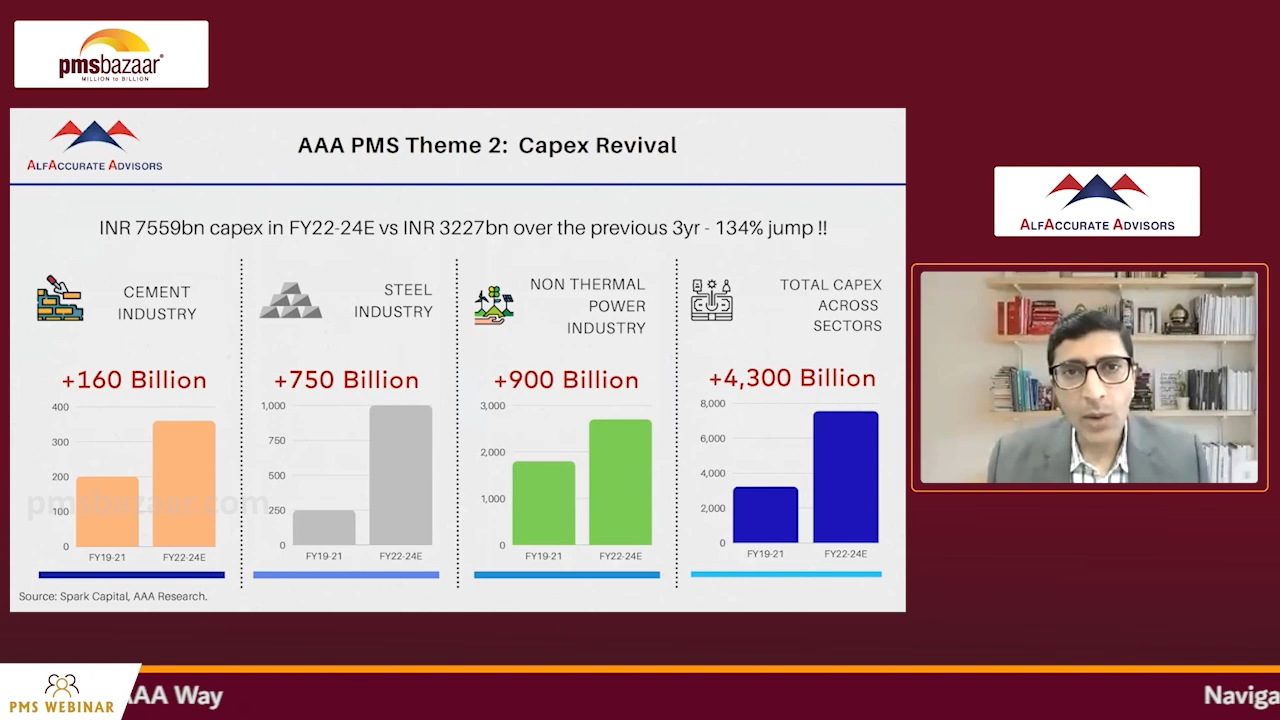 pmsbazaar
MILLION to BILLION
ALFACCURATE ADVISORS
AAA PMS Theme 2: Capex Revival
INR 7559bn capex in FY22-24E vs INR 3227bn over the previous 3yr - 134% jump !!
CEMENT
INDUSTRY
+160 Billion
400
300
200
100
0
FY19-21
FY22-24E
STEEL
INDUSTRY
+750 Billion
1,000
750
500
250
0
FY19-21
FY22-24E
NON THERMAL
POWER
INDUSTRY
+900 Billion
3,000
2,000
1,000
0
FY19-21
FY22-24E
TOTAL CAPEX
ACROSS
SECTORS
+4,300 Billion
8,000
6,000
4,000
2,000
0
FY19-21
FY22-24E
pmsbazaar.com
Source: Spark Capital, AAA Research.
ALFACCURATE ADVISORS
PMS WEBINAR
AAA Way
Naviga